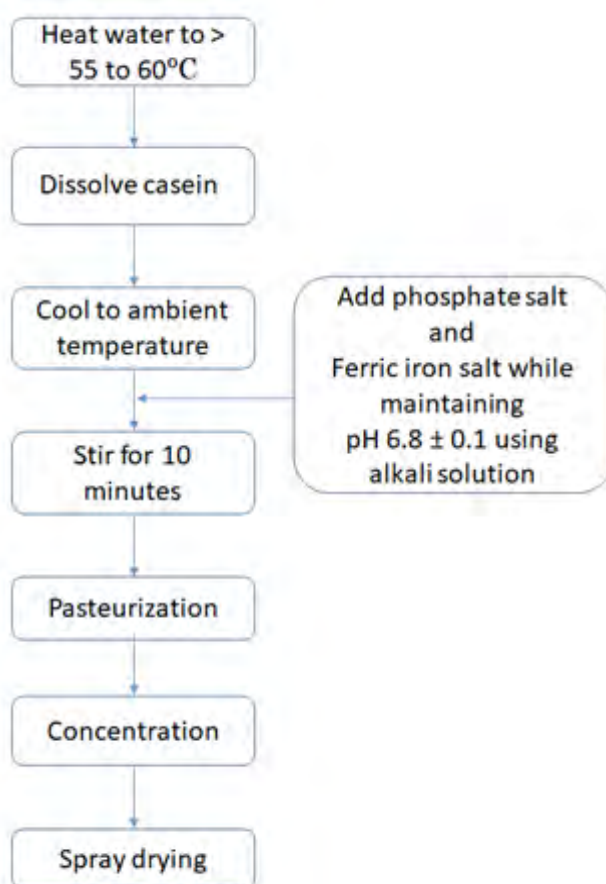 Heat water to >
55 to 60°C
Dissolve casein
Cool to ambient
temperature
Add phosphate salt
and
Ferric iron salt while
maintaining
pH 6.8 ± 0.1 using
alkali solution
Stir for 10
minutes
Pasteurization
Concentration
Spray drying